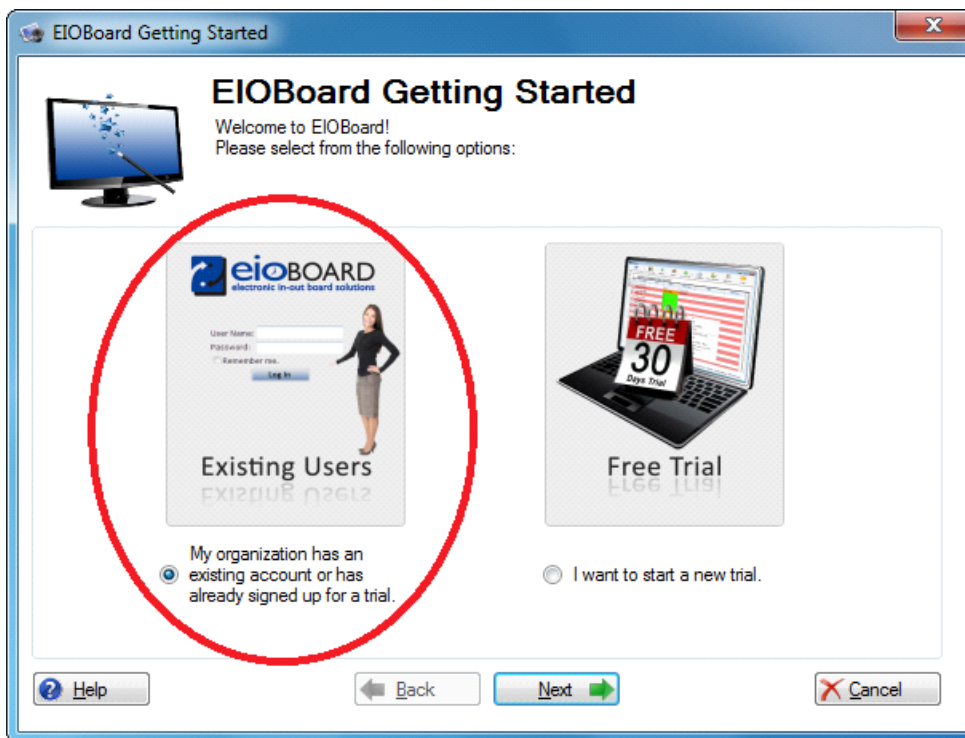 EIOBoard Getting Started
EIOBoard Getting Started
Welcome to EIOBoard!
Please select from the following options:
eioBOARD
electronic in-out board solutions
User Name:
Password:
Remember me.
Log In
Existing Users
My organization has an
existing account or has
already signed up for a trial.
FREE
30
Days Trial
Free Trial
I want to start a new trial.
Help
Back
Next
Cancel